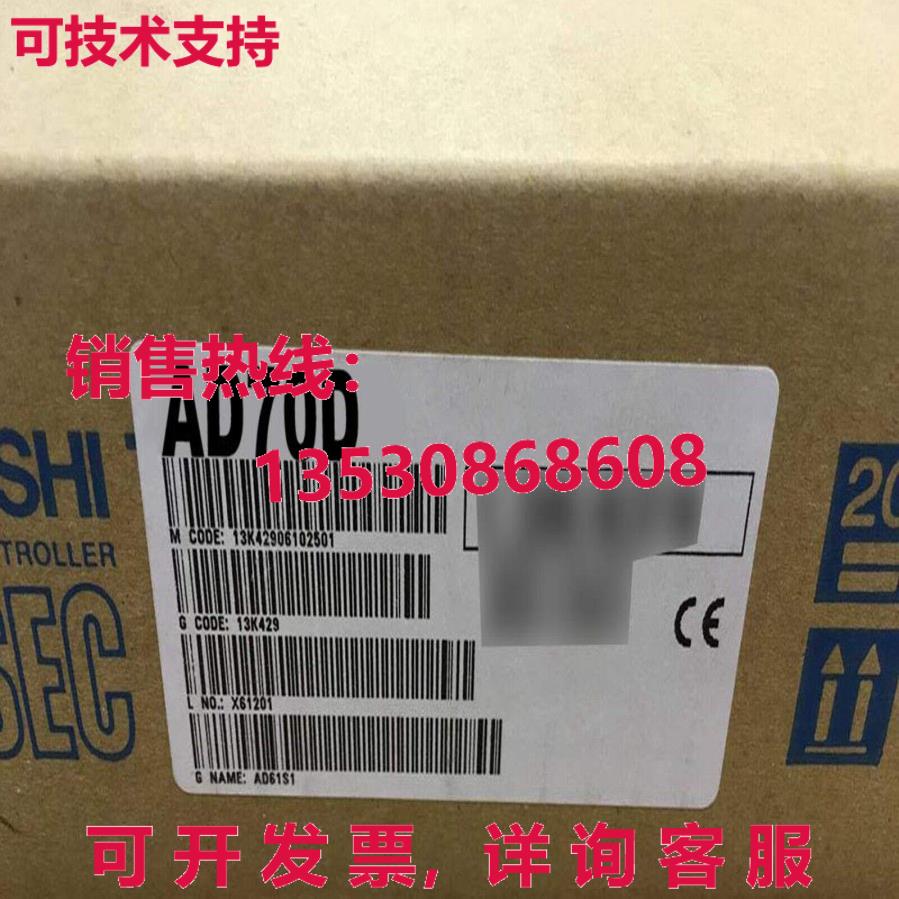 可技术支持
销售热线:
AD70D
13530868608
SHI
M CODE: 13K42906102501
20
TROLLER
G CODE: 13K429
SEC
L NO.: X61201
G NAME: AD61S1
CE
可开发票,详询客服